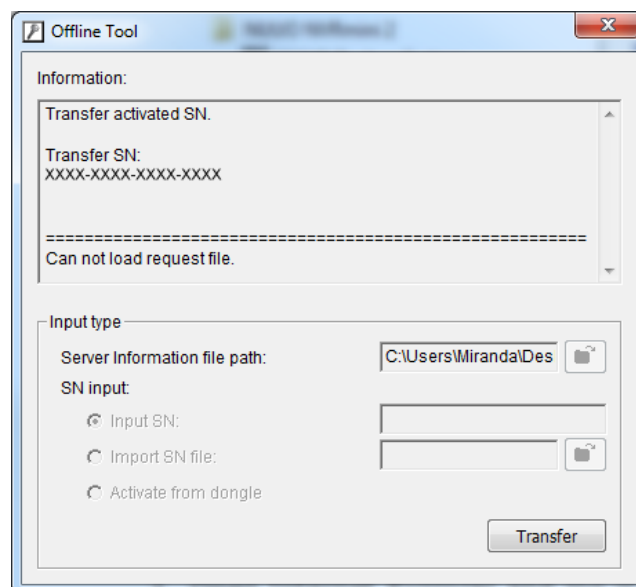 Offline Tool
Information:
Transfer activated SN.
Transfer SN:
XXXX-XXXX-XXXX-XXXX
========================================================
Can not load request file.
Input type
Server Information file path:
C:\Users\Miranda\Des
SN input:
Input SN:
Import SN file:
Activate from dongle
Transfer